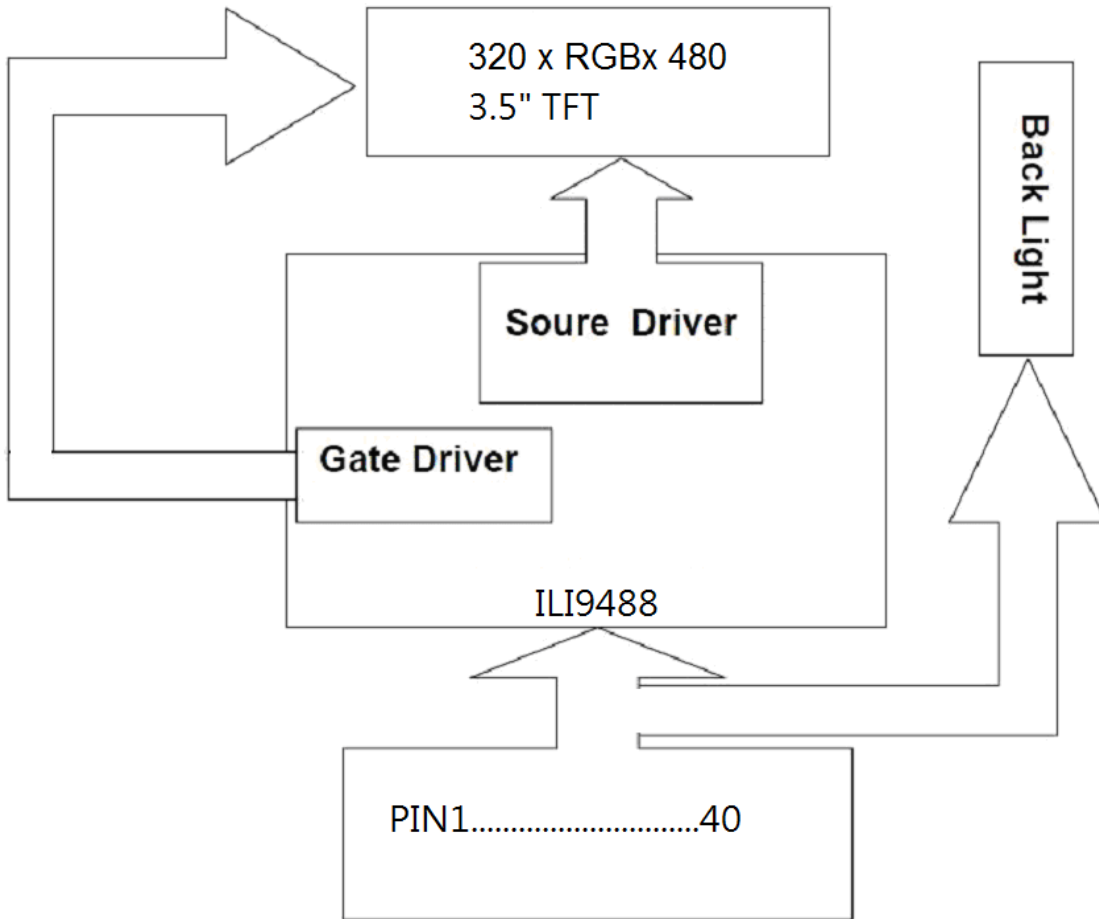 320 x RGBx 480
3.5" TFT
Back Light
Soure Driver
Gate Driver
ILI9488
PIN1.............................40